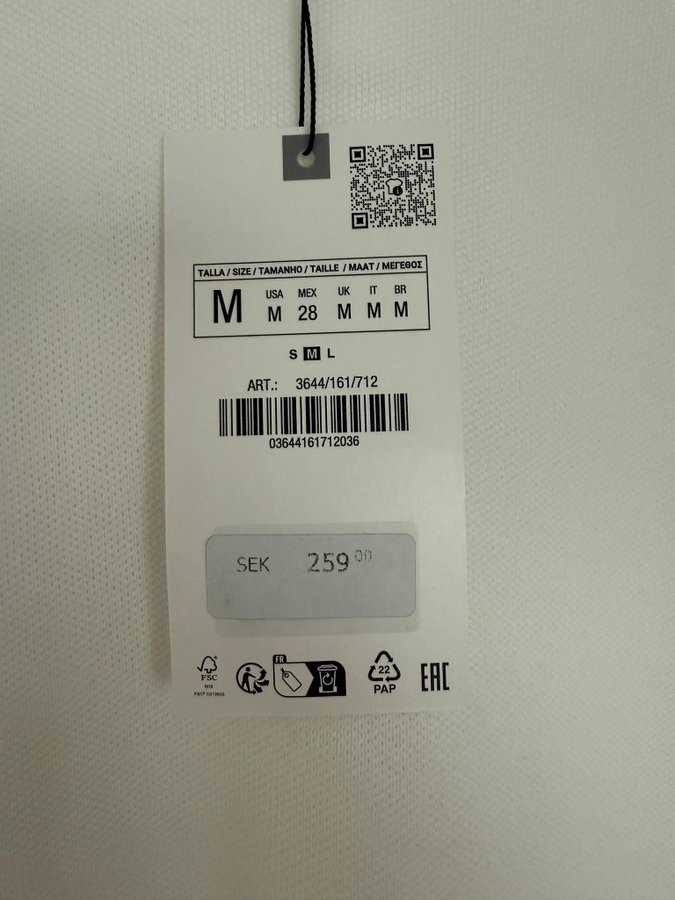 TALLA / SIZE / TAMANHO / TAILLE / MAAT / ΜΕΓΕΘΟΣ
M
USA MEX UK IT BR
M 28 M M M
S M L
ART.: 3644/161/712
03644161712036
SEK 259 00
FSC
MIX
FR
22
PAP
EAC